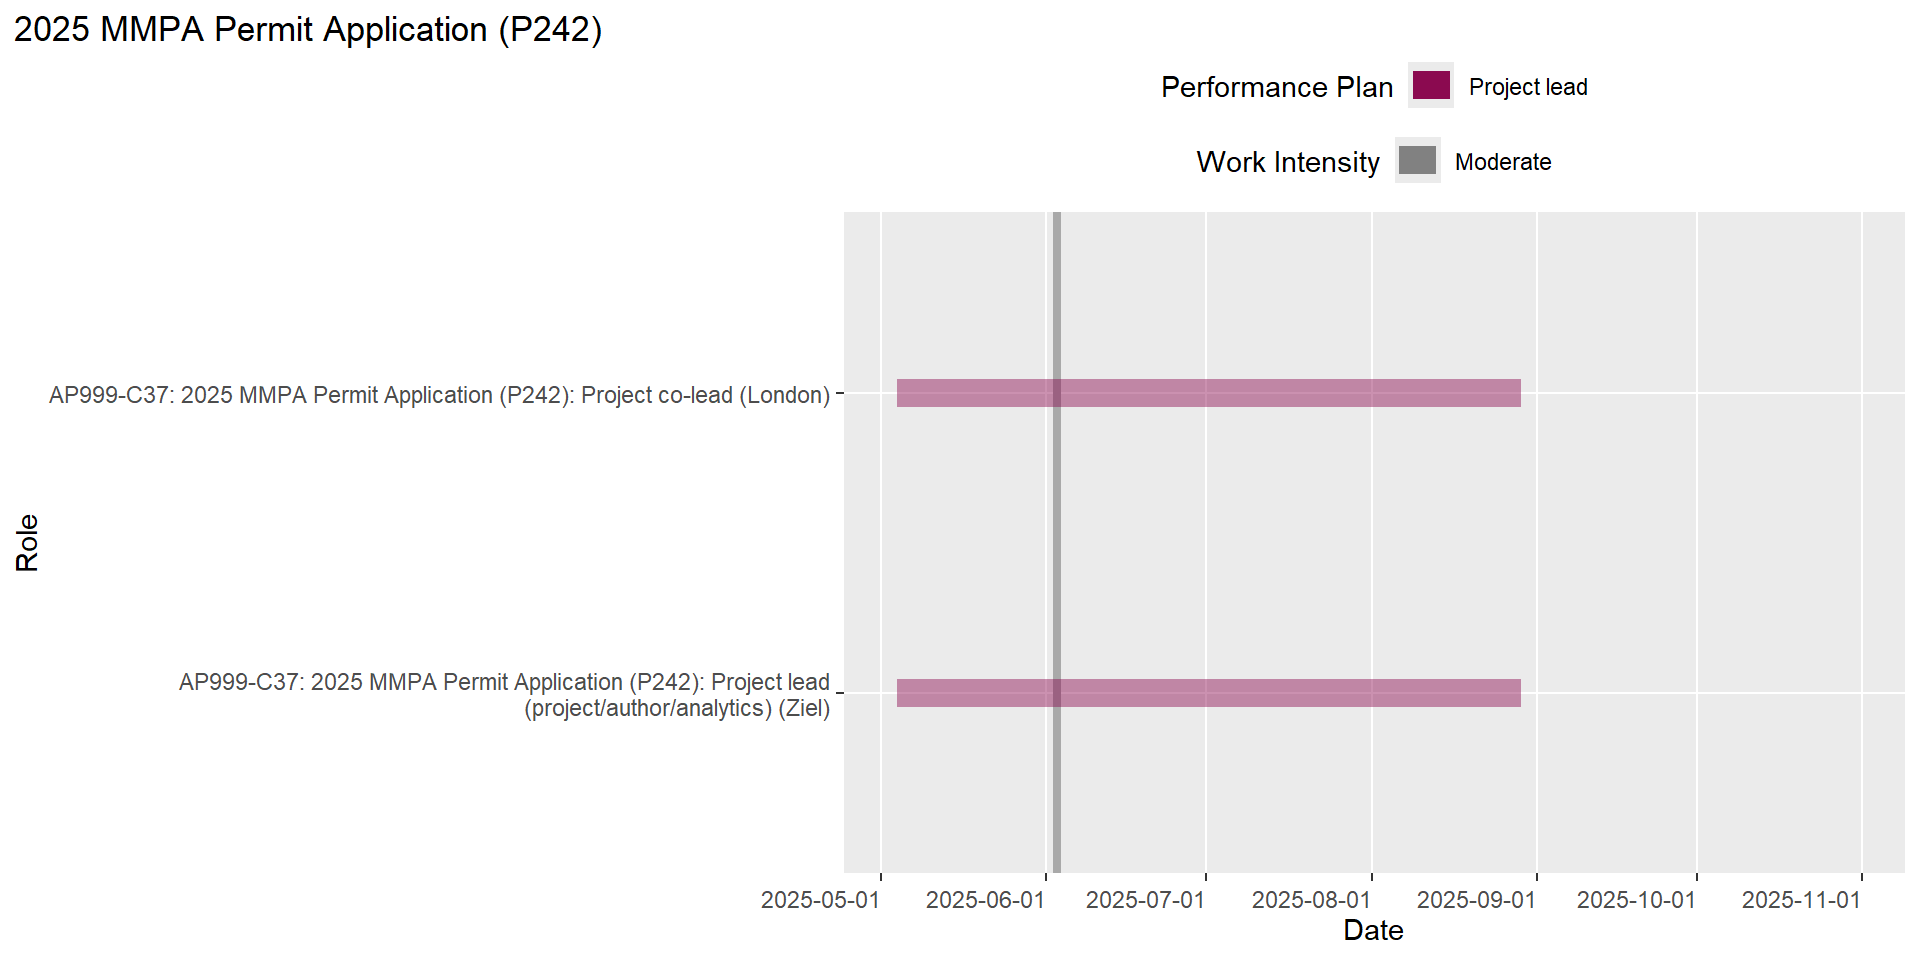 2025 MMPA Permit Application (P242)
Performance Plan Project lead
Work Intensity Moderate
AP999-C37: 2025 MMPA Permit Application (P242): Project co-lead (London)
Role
AP999-C37: 2025 MMPA Permit Application (P242): Project lead
(project/author/analytics) (Ziel)
2025-05-01 2025-06-01 2025-07-01 2025-08-01 2025-09-01 2025-10-01 2025-11-01
Date